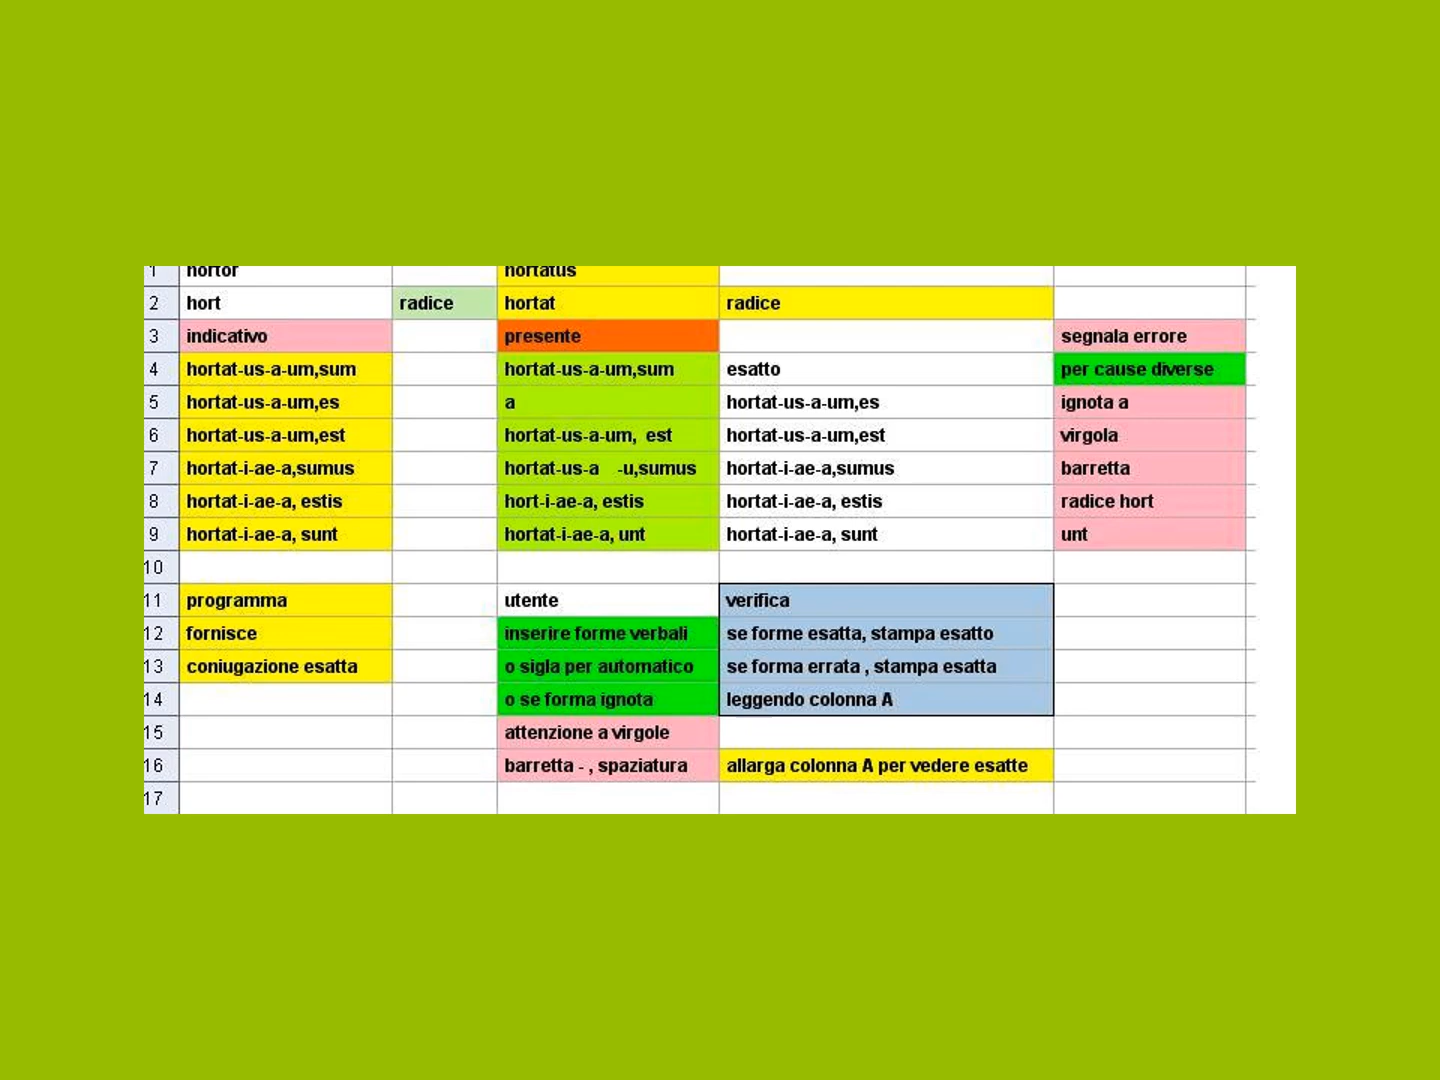 1 hortor hortatus
2 hort radice hortat radice
3 indicativo presente segnala errore
4 hortat-us-a-um,sum hortat-us-a-um,sum esatto per cause diverse
5 hortat-us-a-um,es a hortat-us-a-um,es ignota a
6 hortat-us-a-um,est hortat-us-a-um, est hortat-us-a-um,est virgola
7 hortat-i-ae-a,sumus hortat-us-a -u,sumus hortat-i-ae-a,sumus barretta
8 hortat-i-ae-a, estis hort-i-ae-a, estis hortat-i-ae-a, estis radice hort
9 hortat-i-ae-a, sunt hortat-i-ae-a, unt hortat-i-ae-a, sunt unt
10
11 programma utente verifica
12 fornisce inserire forme verbali se forme esatta, stampa esatto
13 coniugazione esatta o sigla per automatico se forma errata , stampa esatta
14 o se forma ignota leggendo colonna A
15 attenzione a virgole
16 barretta - , spaziatura allarga colonna A per vedere esatte
17